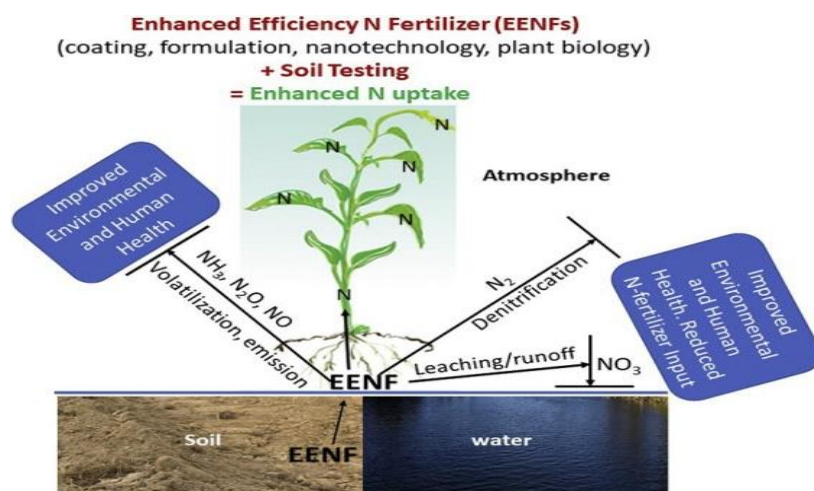 Enhanced Efficiency N Fertilizer (EENFs)
(coating, formulation, nanotechnology, plant biology)
+ Soil Testing
= Enhanced N uptake
N
N
N
N
N
N
N
Atmosphere
Improved
Environmental
and Human
Health
NH₃, N₂O, NO
Volatilization, emission
N₂
Denitrification
Improved
Environmental
and Human
Health. Reduced
N-fertilizer Input
Leaching/runoff
NO₃
EENF
Soil
EENF
water